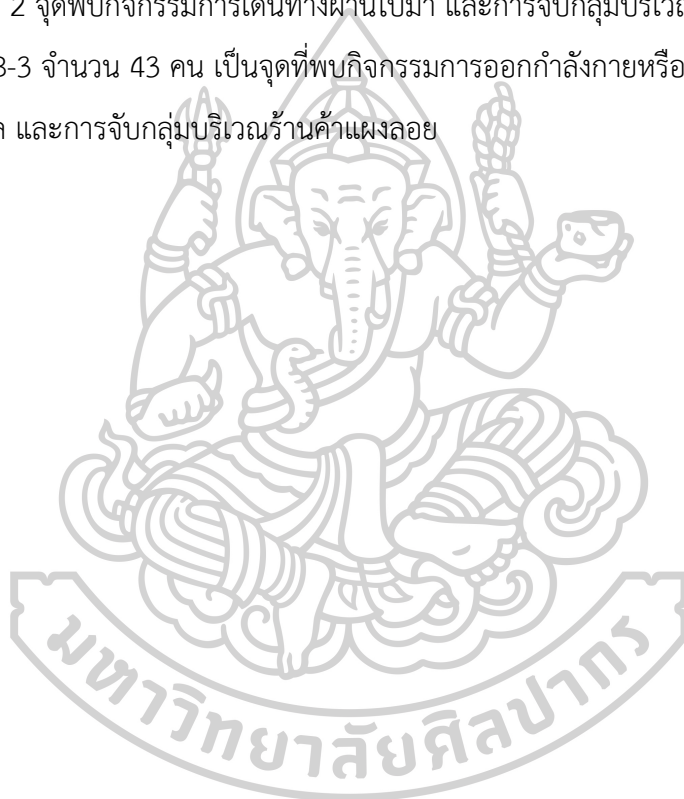 2 จุดพบกิจกรรมการเดินทางผ่านไปมา และการจับกลุ่มบริเวณ
3-3 จำนวน 43 คน เป็นจุดที่พบกิจกรรมการออกกำลังกายหรือ
และการจับกลุ่มบริเวณร้านค้าแผงลอย
มหาวิทยาลัยศิลปากร